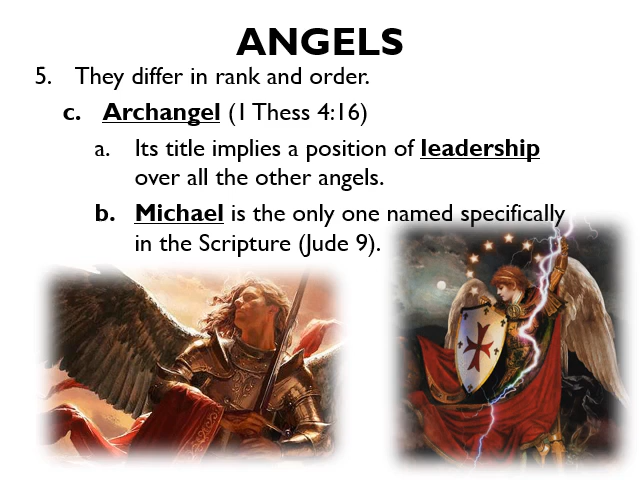 ANGELS
5. They differ in rank and order.
c. Archangel (1 Thess 4:16)
a. Its title implies a position of leadership
over all the other angels.
b. Michael is the only one named specifically
in the Scripture (Jude 9).